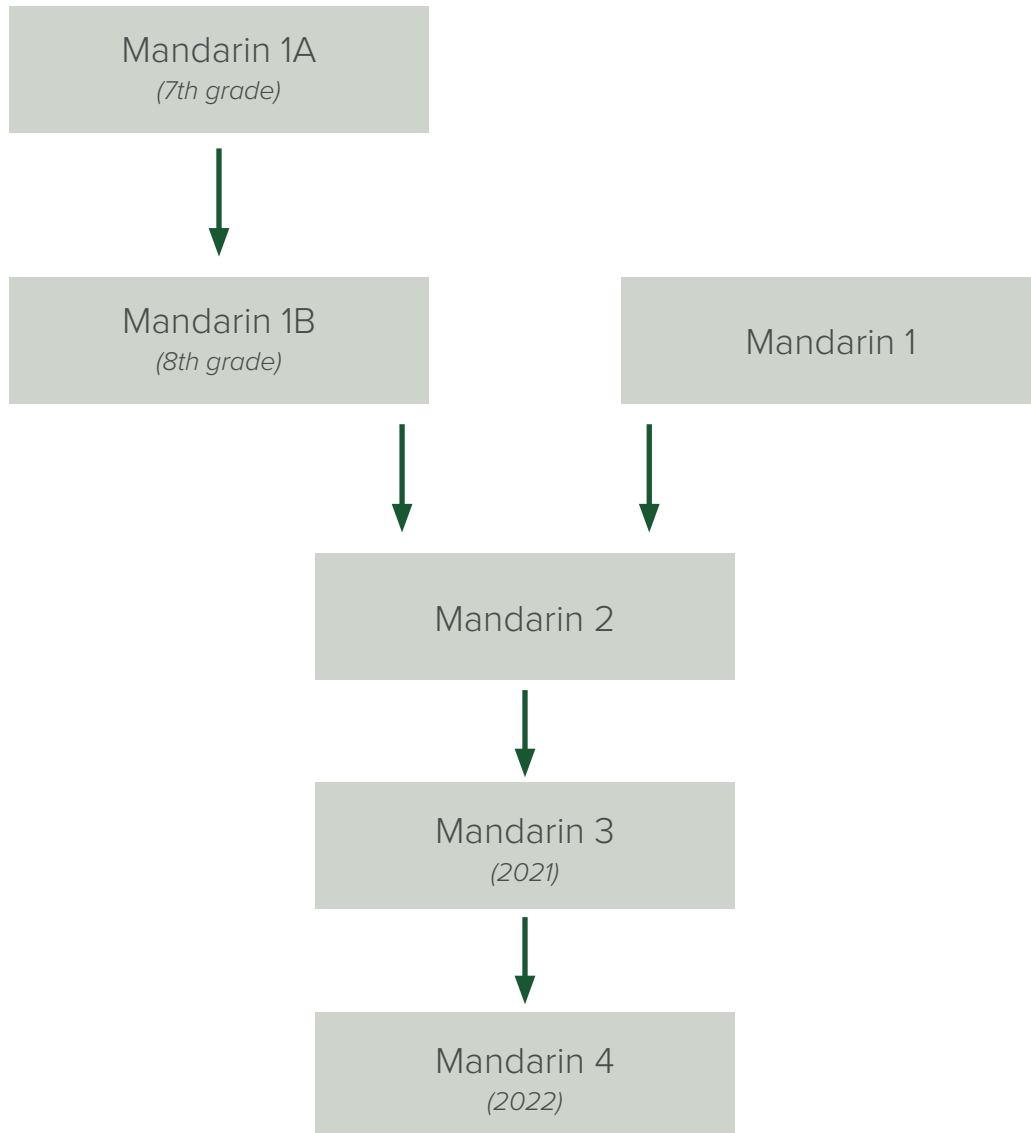 Mandarin 1A
(7th grade)
Mandarin 1B
(8th grade)
Mandarin 1
Mandarin 2
Mandarin 3
(2021)
Mandarin 4
(2022)